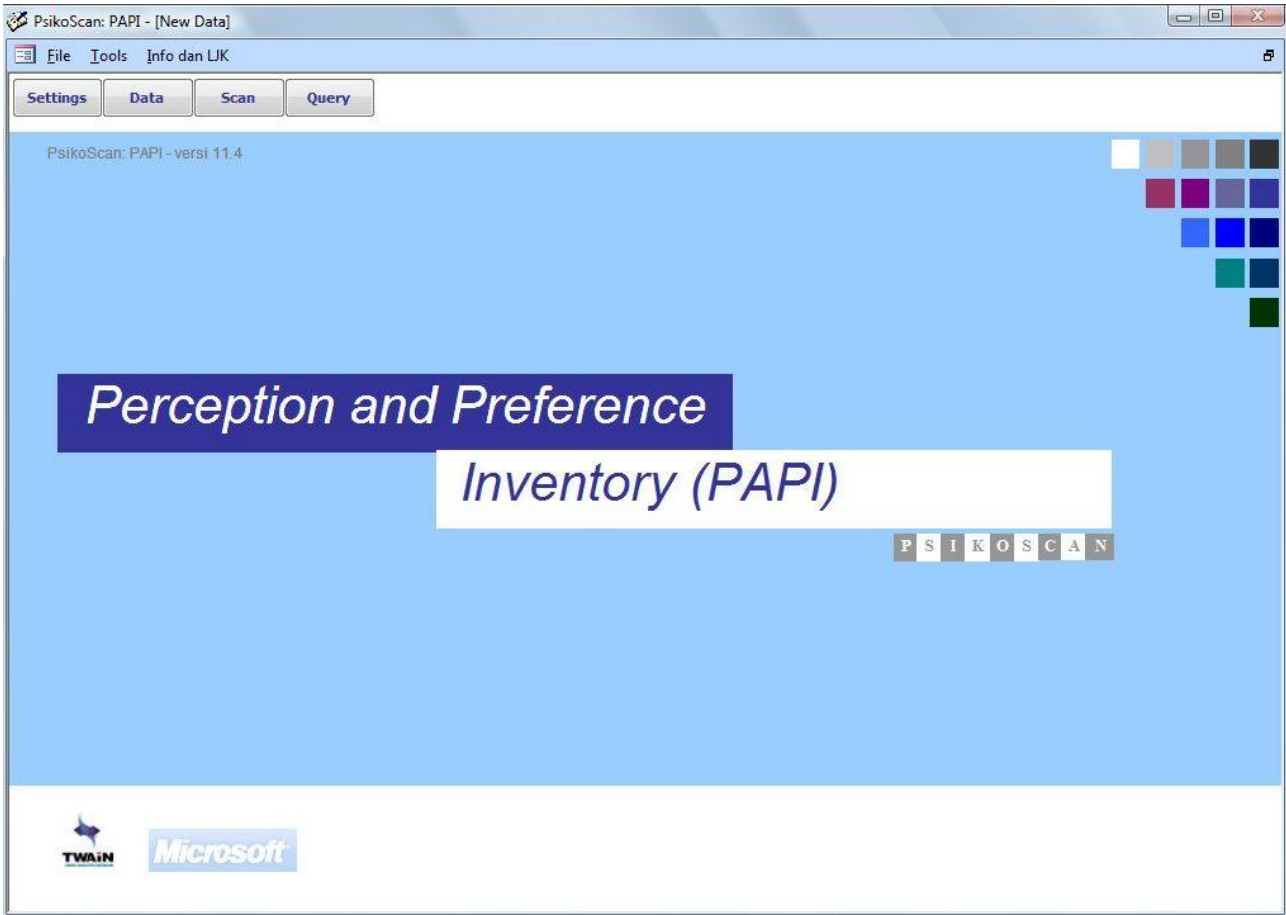 PsikoScan: PAPI - [New Data]
File Tools Info dan LJK
Settings Data Scan Query
PsikoScan: PAPI - versi 11.4
Perception and Preference
Inventory (PAPI)
PSIKOSCAN
TWAiN
Microsoft